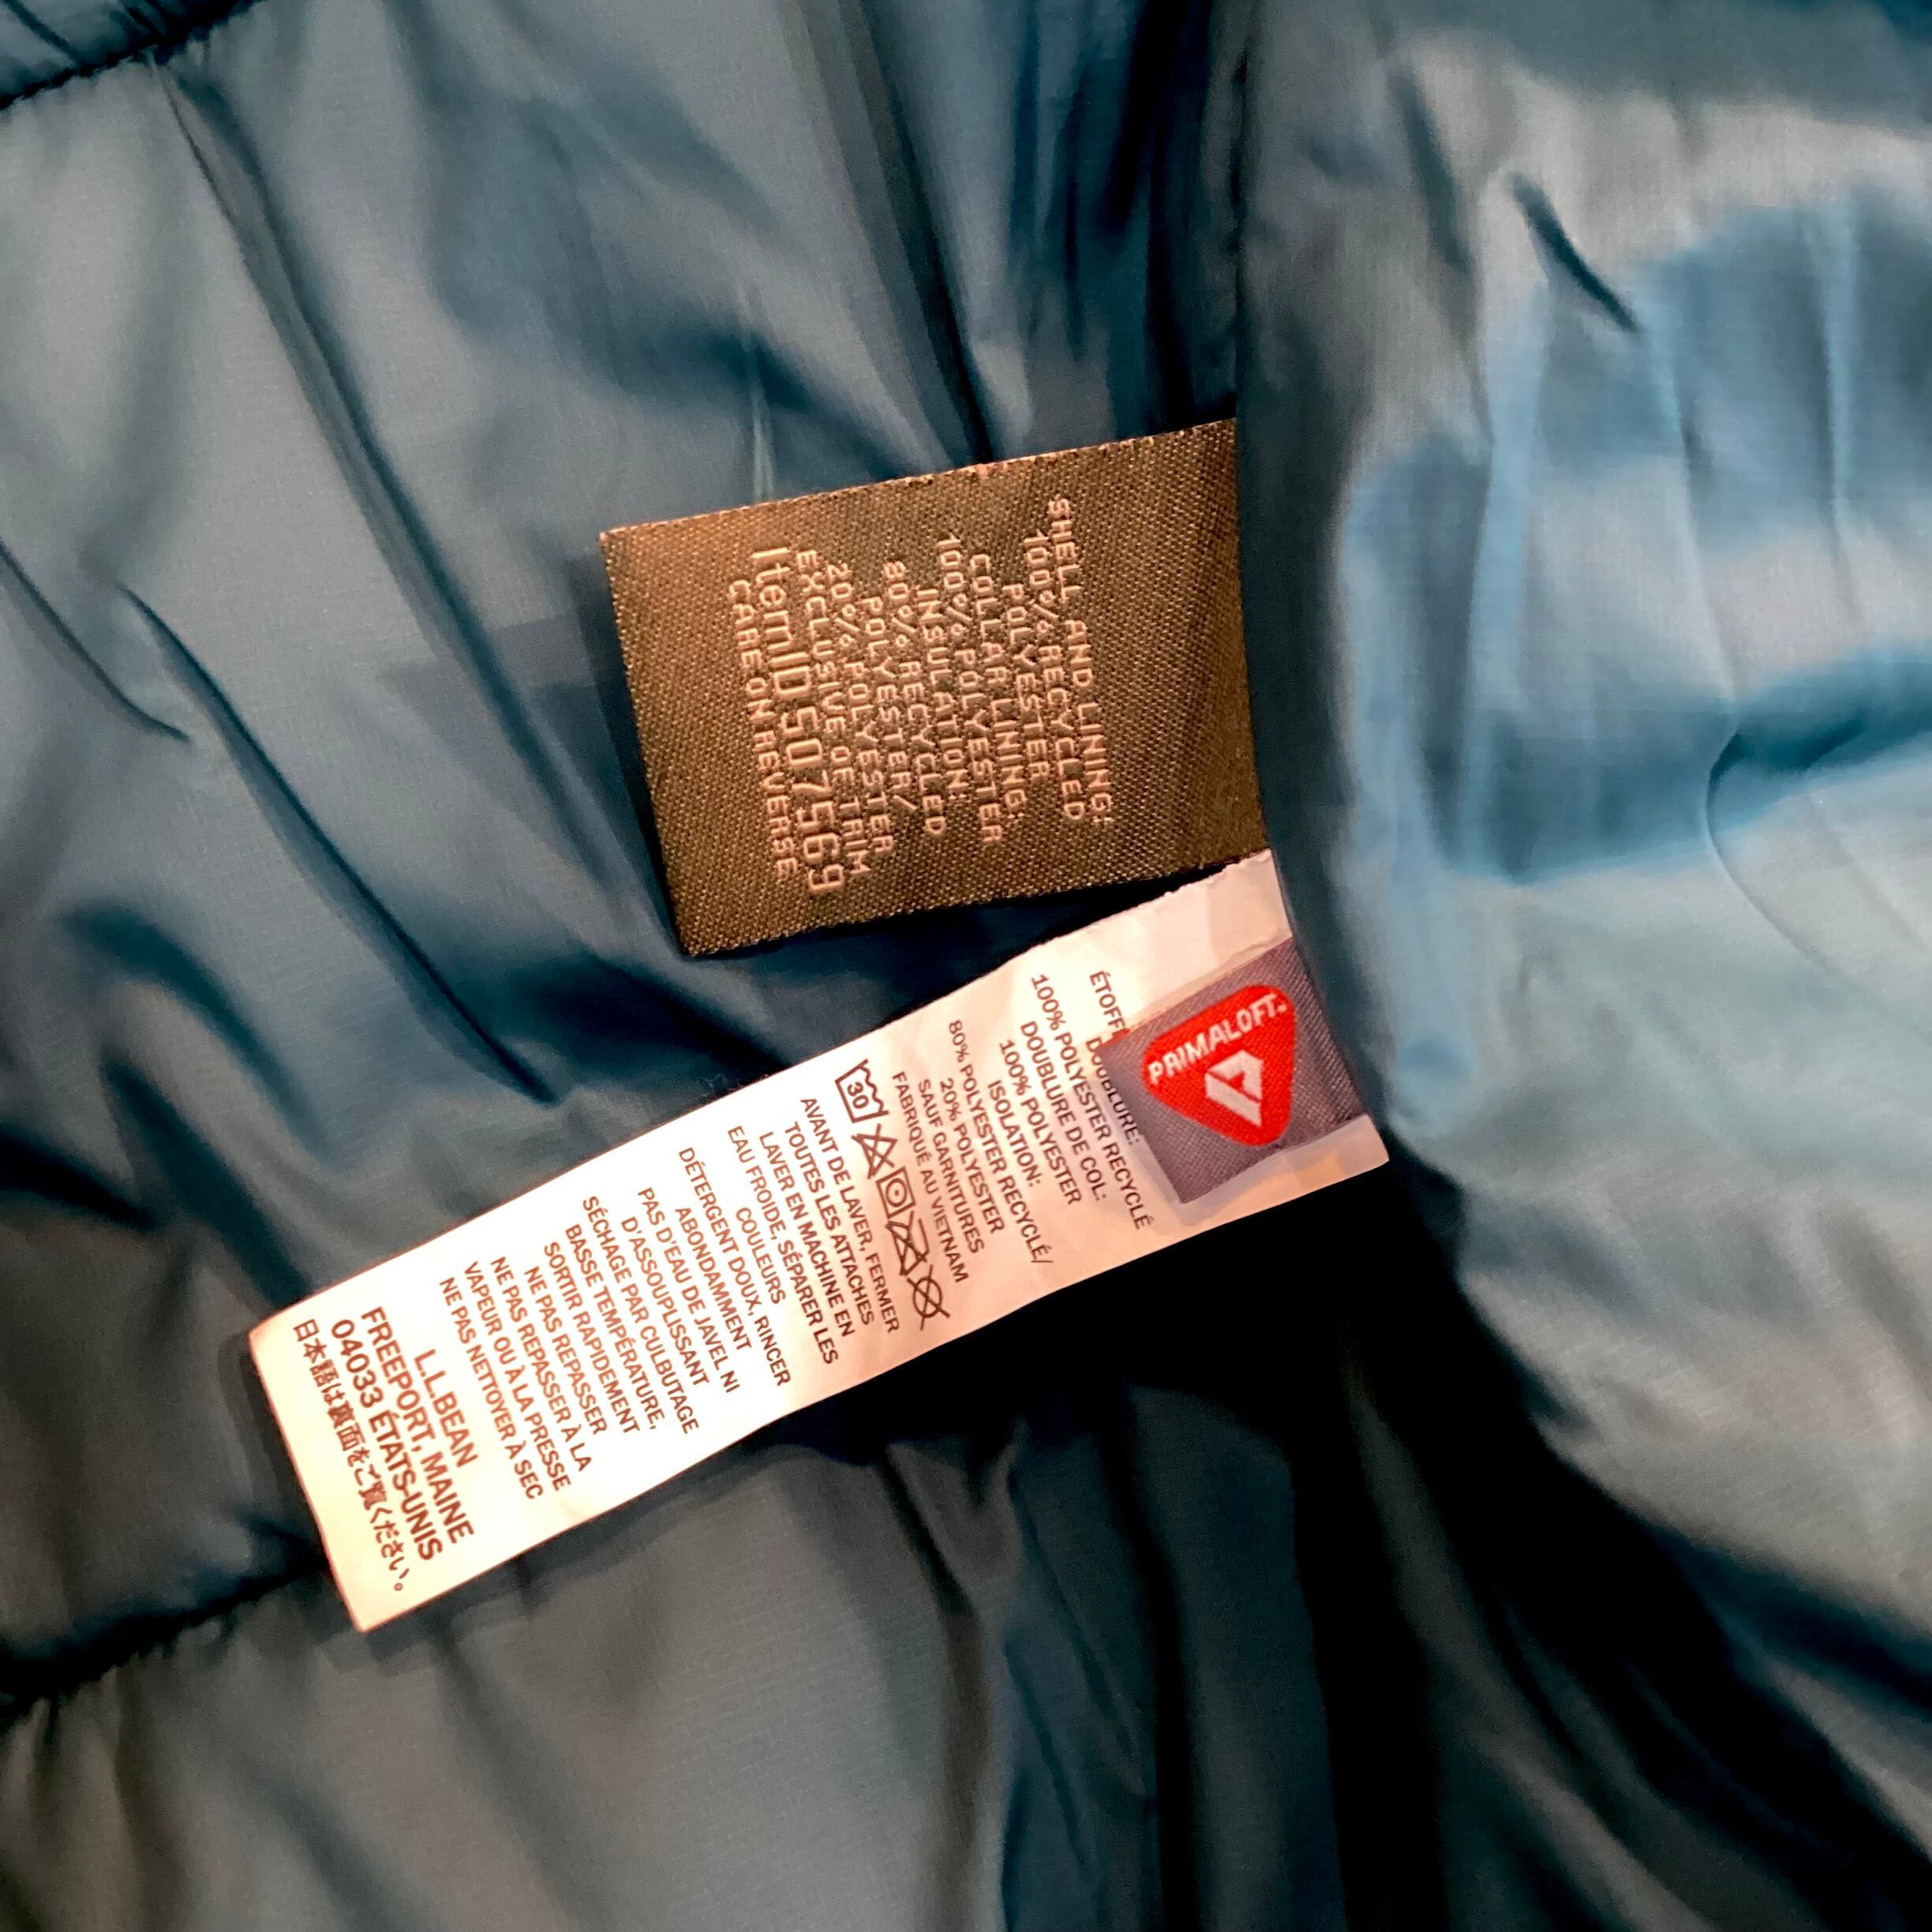 SHELL AND LINING:
100% RECYCLED
POLYESTER
COLLAR LINING:
100% POLYESTER
INSULATION:
80% RECYCLED
POLYESTER/
20% POLYESTER
EXCLUSIVE OF TRIM
ItemID 507569
CARE ON REVERSE
PRIMALOFT
DOUBLURE:
100% POLYESTER RECYCLÉ
DOUBLURE DE COL:
100% POLYESTER
ISOLATION:
80% POLYESTER RECYCLÉ/
20% POLYESTER
SAUF GARNITURES
FABRIQUÉ AU VIETNAM
30
AVANT DE LAVER, FERMER
TOUTES LES ATTACHES
LAVER EN MACHINE EN
EAU FROIDE, SÉPARER LES
COULEURS
DÉTERGENT DOUX, RINCER
ABONDAMMENT
PAS D'EAU DE JAVEL NI
D'ASSOUPLISSANT
SÉCHAGE PAR CULBUTAGE
BASSE TEMPÉRATURE,
SORTIR RAPIDEMENT
NE PAS REPASSER
NE PAS REPASSER À LA
VAPEUR OU À LA PRESSE
NE PAS NETTOYER À SEC
L.L.BEAN
FREEPORT, MAINE
04033 ÉTATS-UNIS
日本語は裏面をご覧ください。